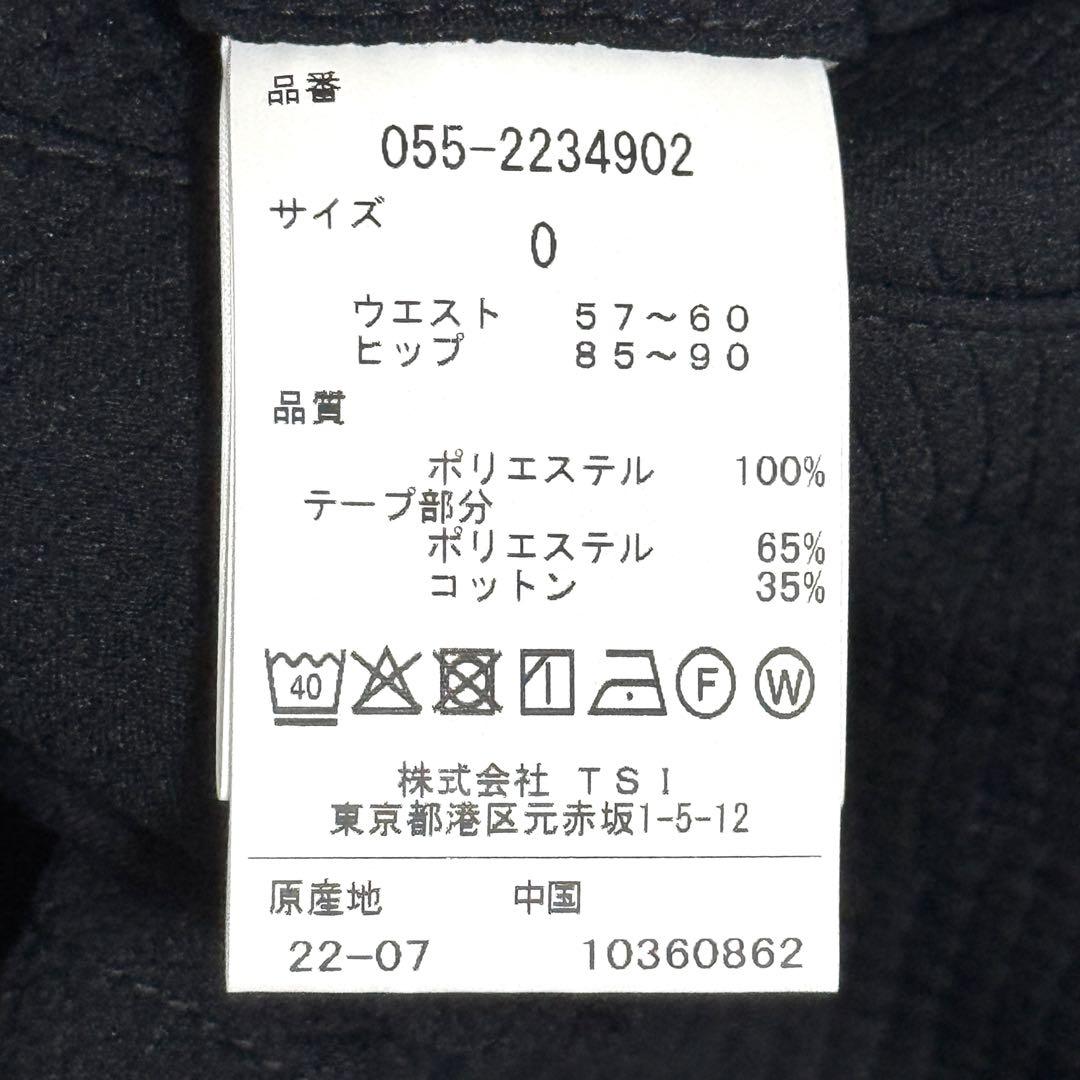 品番
055-2234902
サイズ
0
ウエスト 57～60
ヒップ 85～90
品質
ポリエステル 100%
テープ部分
ポリエステル 65%
コットン 35%
40 F W
株式会社 TSI
東京都港区元赤坂1-5-12
原産地 中国
22-07 10360862